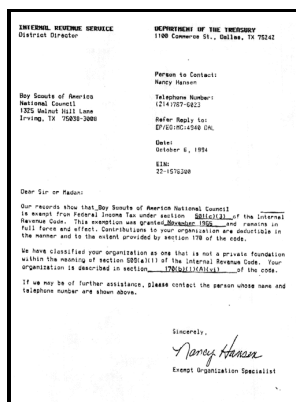 INTERNAL REVENUE SERVICE
District Director
DEPARTMENT OF THE TREASURY
1100 Commerce St., Dallas, TX 75242
Person to Contact:
Nancy Hansen
Boy Scouts of America
National Council
1325 Walnut Hill Lane
Irving, TX 75038-3008
Telephone Number:
(214)767-6023
Refer Reply to:
EP/EO:MC:4940 DAL
Date:
October 6, 1994
EIN:
22-1576300
Dear Sir or Madam:
Our records show that Boy Scouts of America National Council
is exempt from Federal Income Tax under section 501(c)(3) of the Internal
Revenue Code. This exemption was granted November 1955 and remains in
full force and effect. Contributions to your organization are deductible in
the manner and to the extent provided by section 170 of the code.
We have classified your organization as one that is not a private foundation
within the meaning of section 509(a)(1) of the Internal Revenue Code. Your
organization is described in section 170(b)(1)(A)(vi) of the code.
If we may be of further assistance, please contact the person whose name and
telephone number are shown above.
Sincerely,
Nancy Hansen
Exempt Organization Specialist